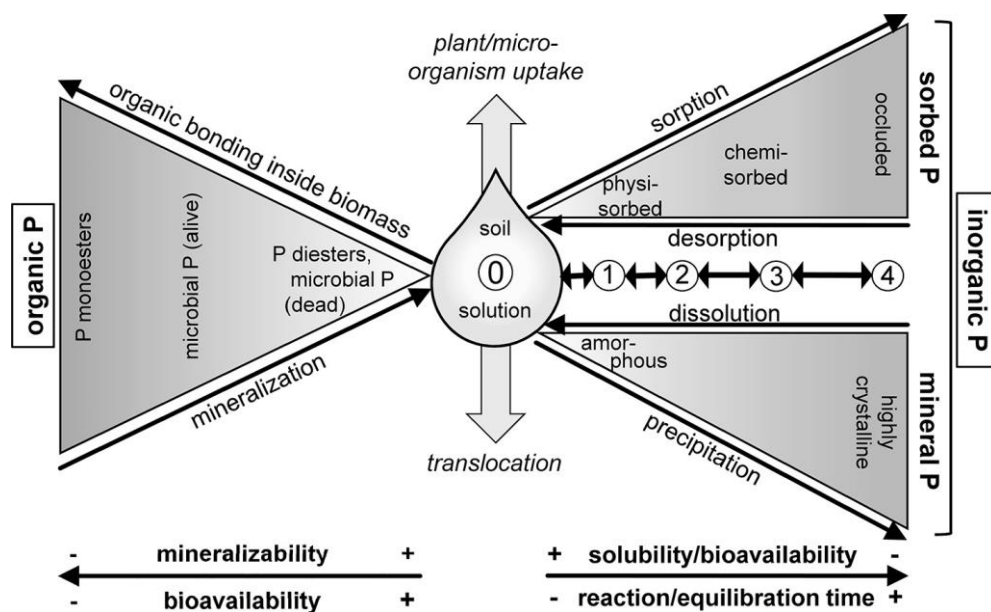 plant/micro-
organism uptake
organic bonding inside biomass
sorption
occluded
sorbed P
chemi-
sorbed
physi-
sorbed
desorption
organic P
P monoesters
microbial P (alive)
P diesters,
microbial P
(dead)
soil
0
solution
1
2
3
4
inorganic P
dissolution
amor-
phous
mineralization
highly
crystalline
mineral P
precipitation
translocation
- mineralizability +
+ solubility/bioavailability -
- bioavailability +
- reaction/equilibration time +